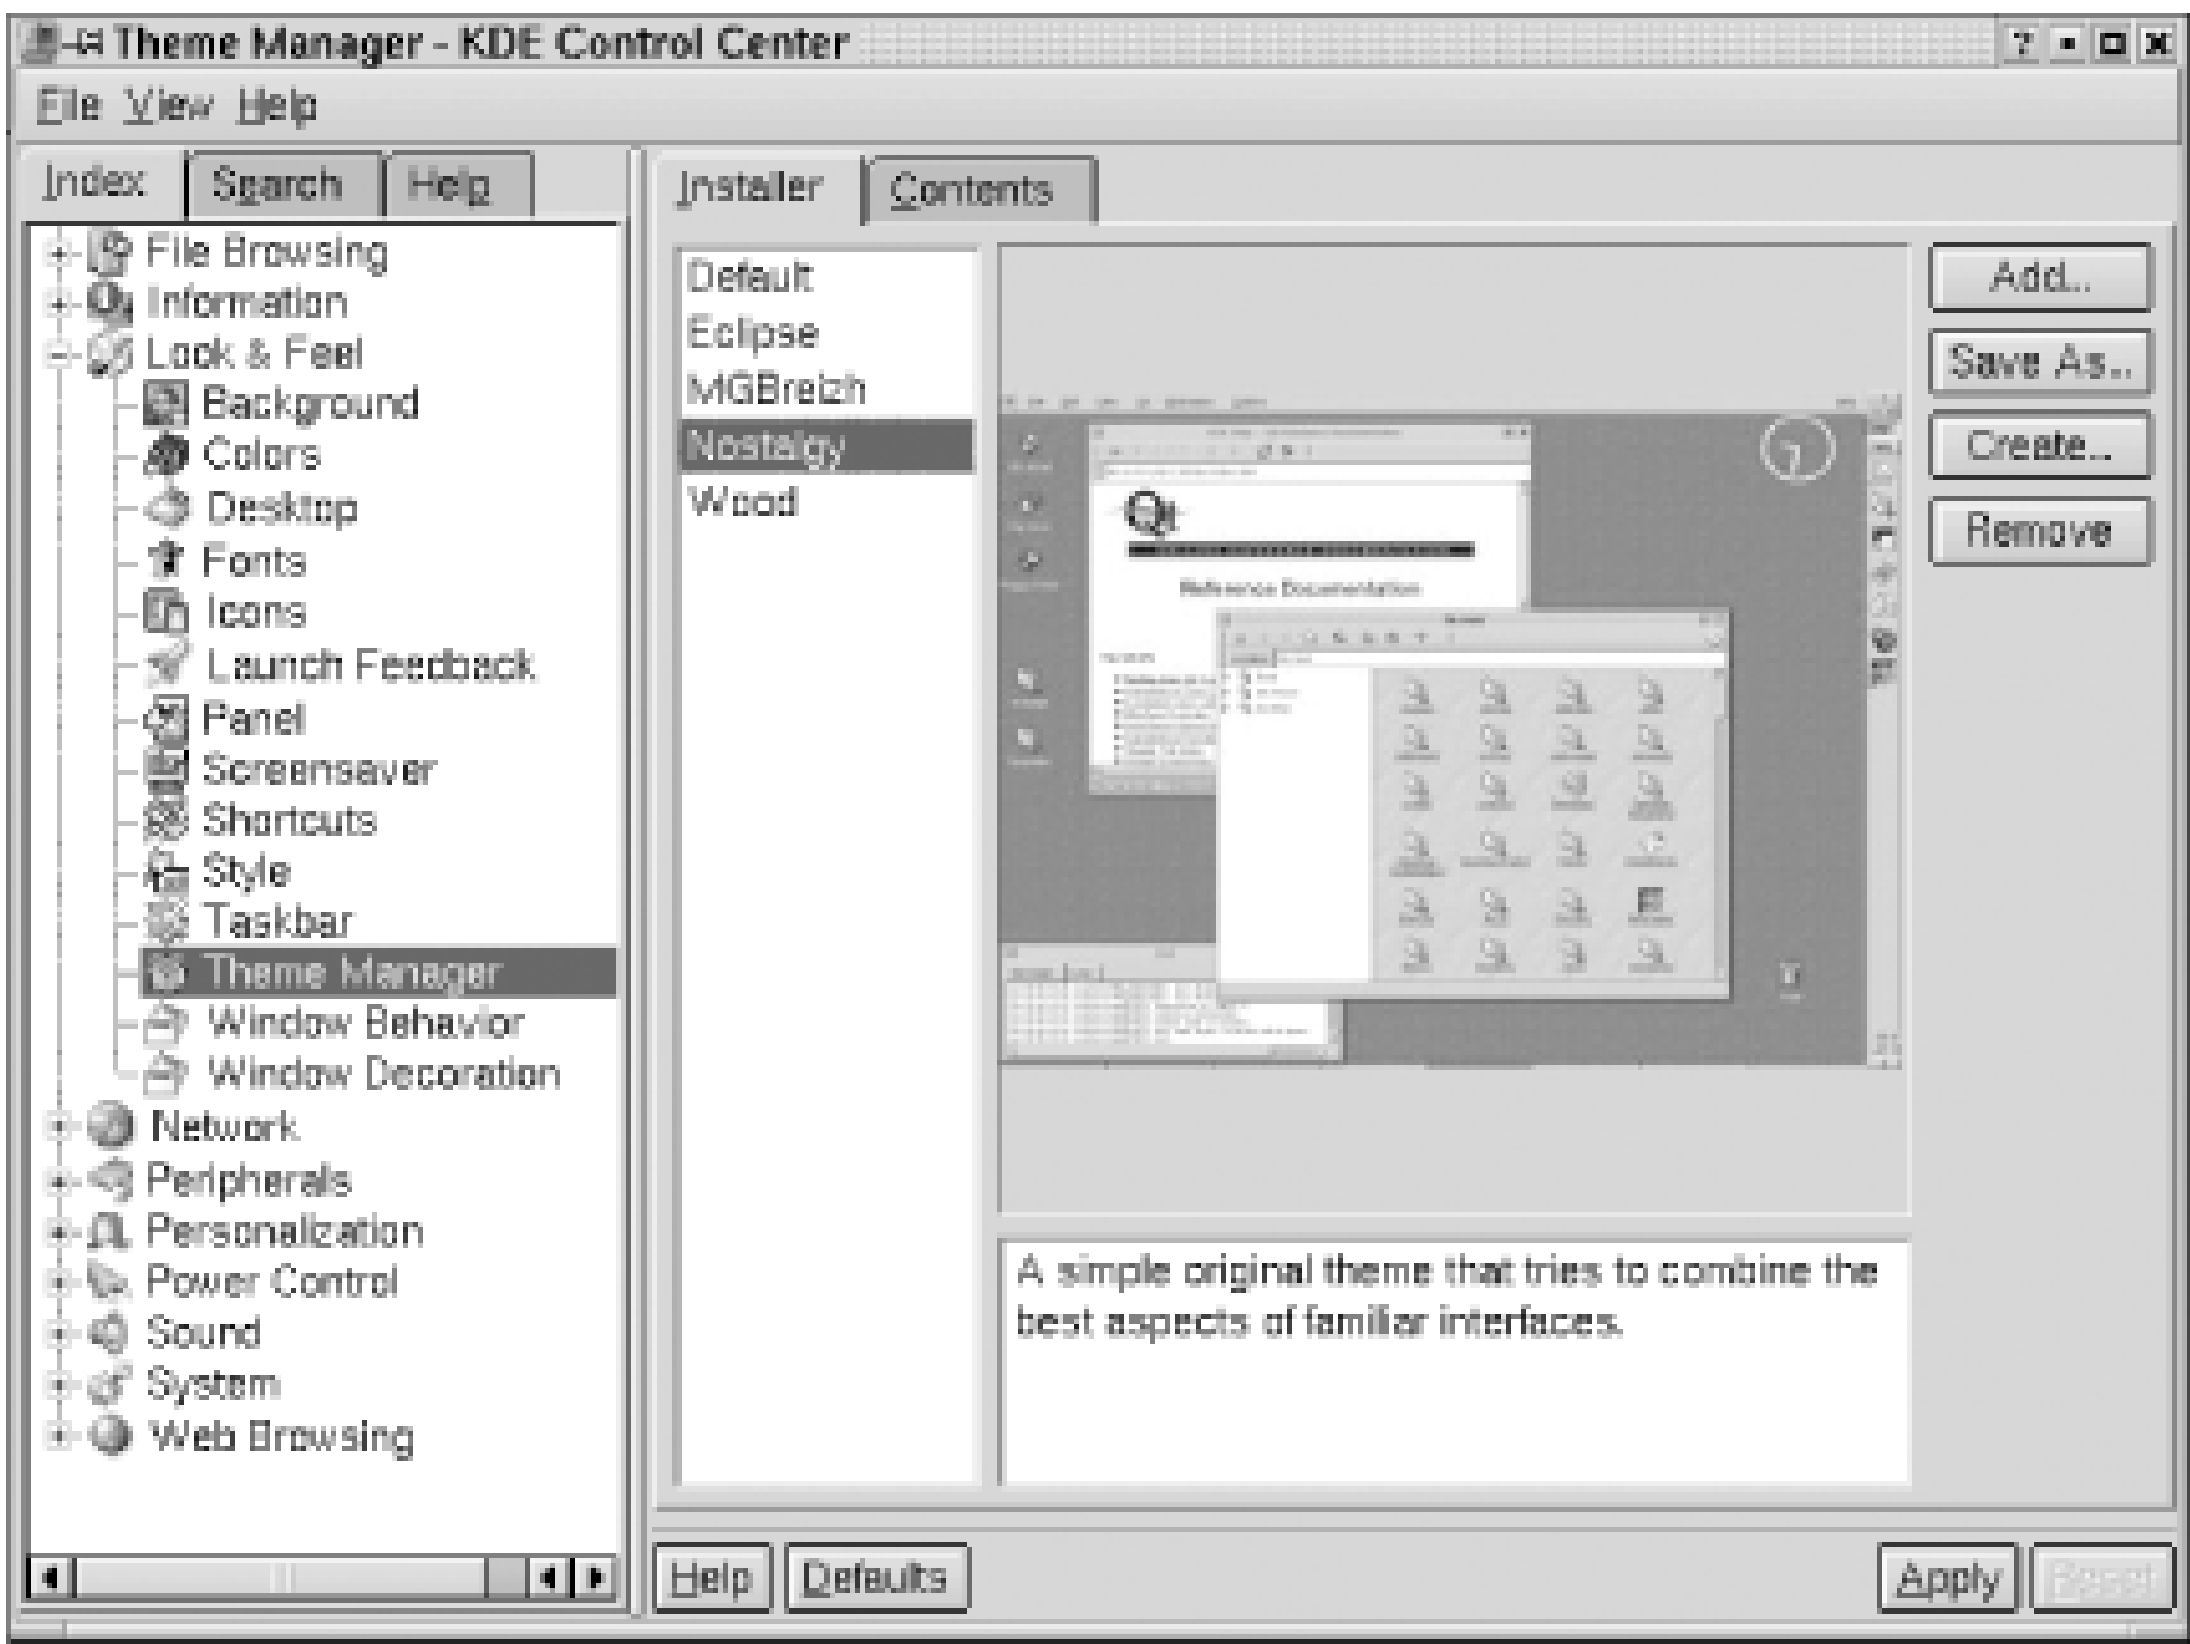 Theme Manager - KDE Control Center
File View Help
Index Search Help
File Browsing
Information
Look & Feel
Background
Colors
Desktop
Fonts
Icons
Launch Feedback
Panel
Screensaver
Shortcuts
Style
Taskbar
Theme Manager
Window Behavior
Window Decoration
Network
Peripherals
Personalization
Power Control
Sound
System
Web Browsing
Installer Contents
Default
Eclipse
MGBreizh
Nostalgy
Wood
Reference Documentation
A simple original theme that tries to combine the
best aspects of familiar interfaces.
Add...
Save As...
Create...
Remove
Help Defaults Apply Reset